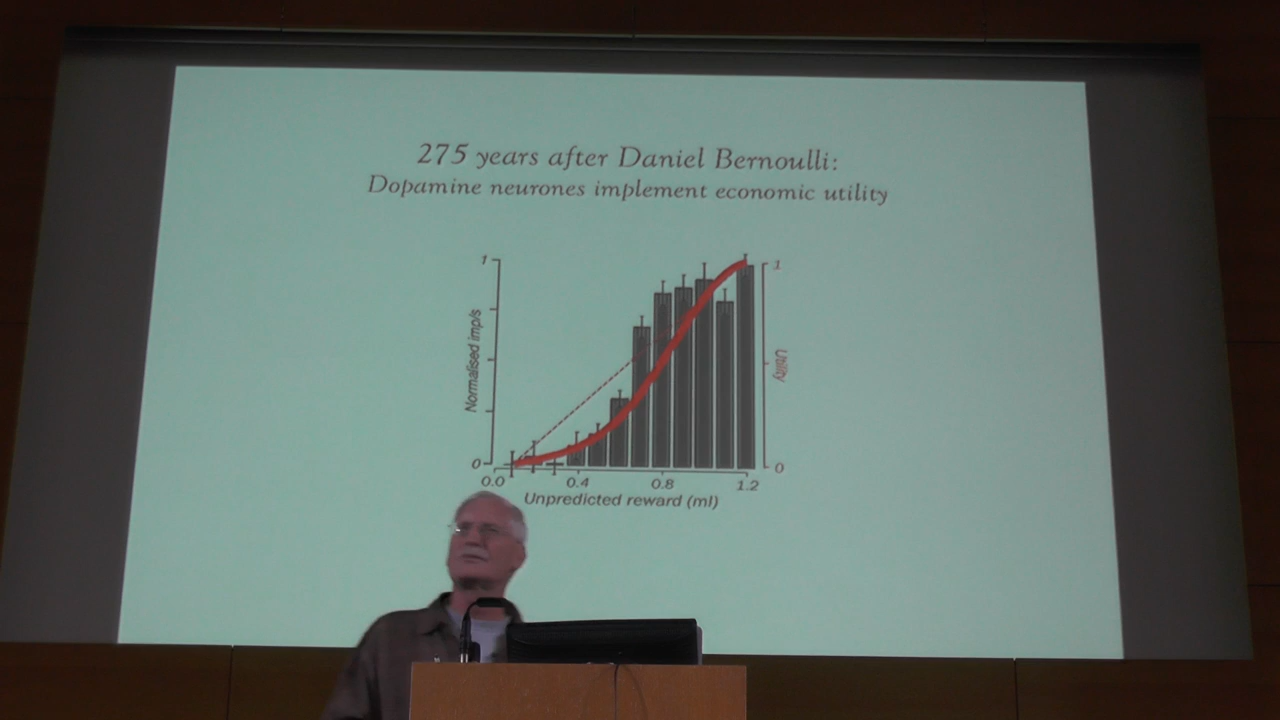 275 years after Daniel Bernoulli:
Dopamine neurones implement economic utility
1
1
Normalised imp/s
Utility
0
0
0.0 0.4 0.8 1.2
Unpredicted reward (ml)